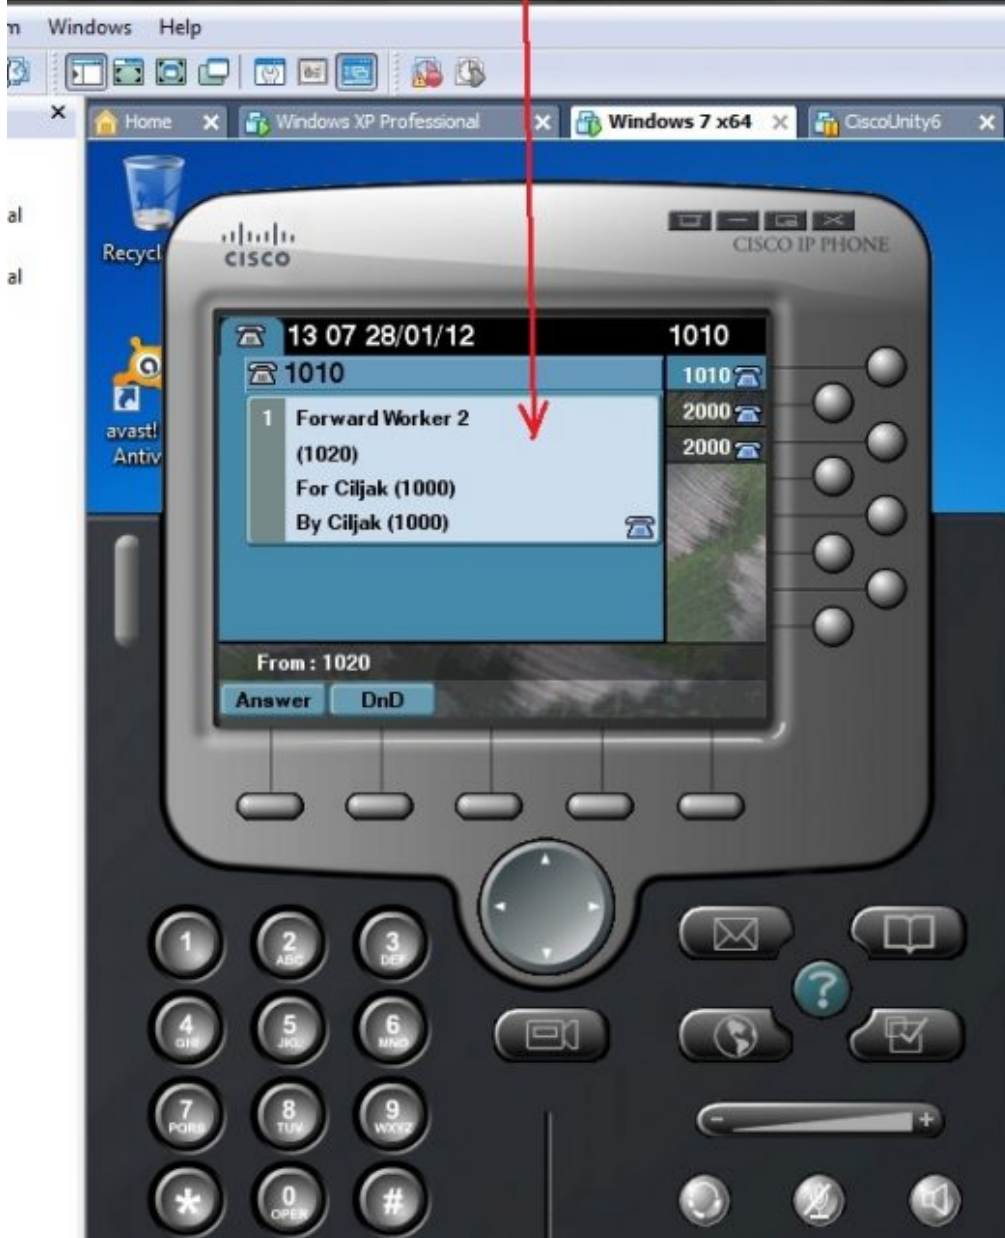 Windows Help
Home
Windows XP Professional
Windows 7 x64
CiscoUnity6
al
al
Recycl
avast!
Antiv
CISCO
CISCO IP PHONE
13 07 28/01/12 1010
1010
1010
2000
2000
1 Forward Worker 2
(1020)
For Ciljak (1000)
By Ciljak (1000)
From : 1020
Answer DnD
1
2 ABC
3 DEF
4 GHI
5 JKL
6 MNO
7 PQRS
8 TUV
9 WXYZ
*
0 OPER
#
?
- +